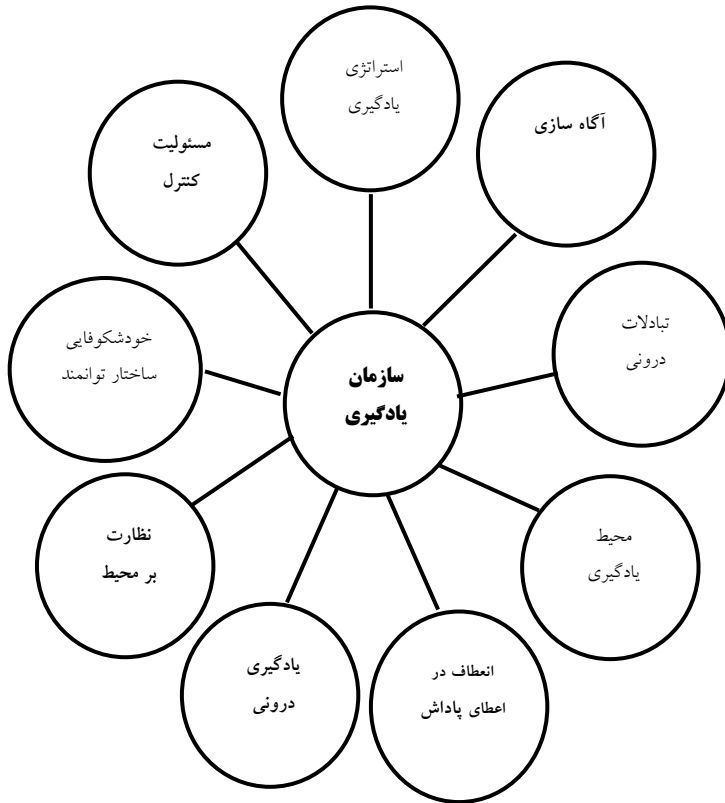 استراتژی
یادگیری
آگاه سازی
تبادلات
درونی
محیط
یادگیری
انعطاف در
اعطای پاداش
یادگیری
درونی
نظارت
بر محیط
خودشکوفایی
ساختار توانمند
مسئولیت
کنترل
سازمان
یادگیری